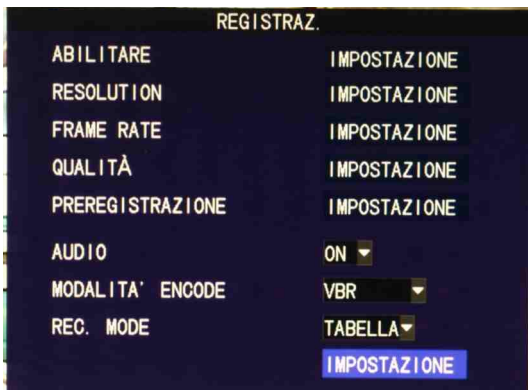 REGISTRAZ.
ABILITARE IMPOSTAZIONE
RESOLUTION IMPOSTAZIONE
FRAME RATE IMPOSTAZIONE
QUALITÀ IMPOSTAZIONE
PREREGISTRAZIONE IMPOSTAZIONE
AUDIO ON
MODALITA' ENCODE VBR
REC. MODE TABELLA
IMPOSTAZIONE